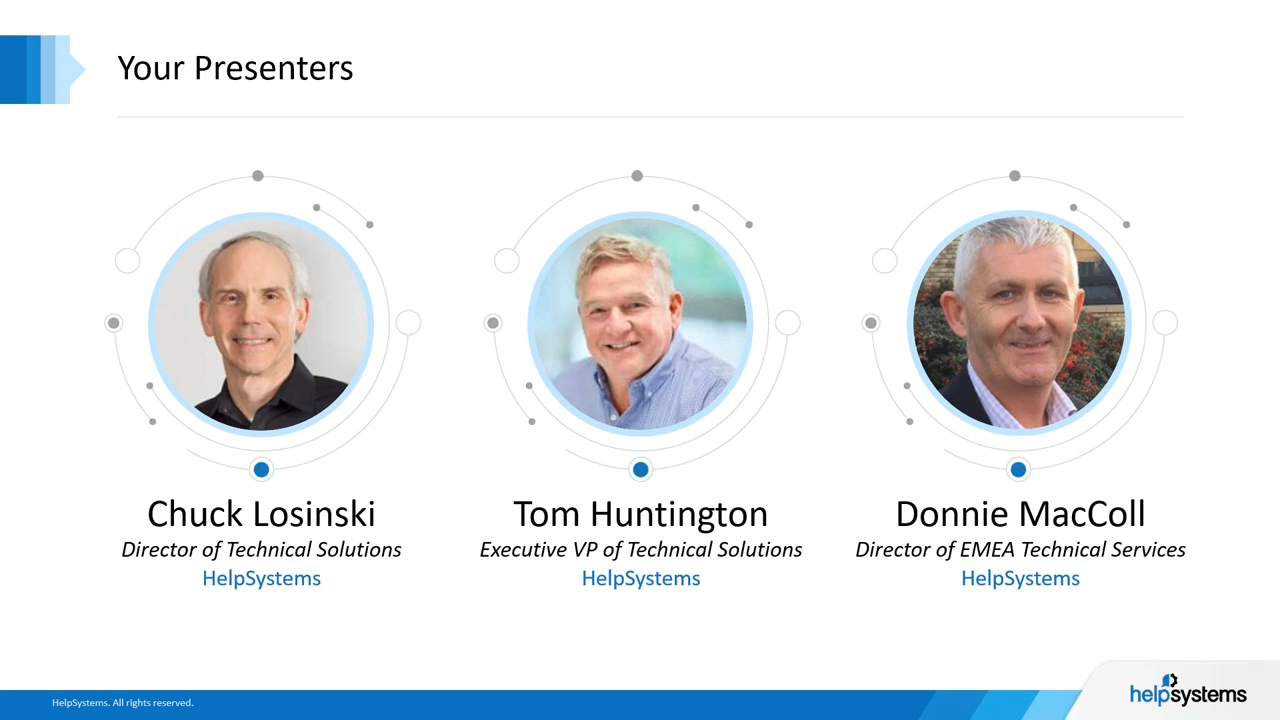 Your Presenters
Chuck Losinski
Director of Technical Solutions
HelpSystems
Tom Huntington
Executive VP of Technical Solutions
HelpSystems
Donnie MacColl
Director of EMEA Technical Services
HelpSystems
HelpSystems. All rights reserved.
helpsystems